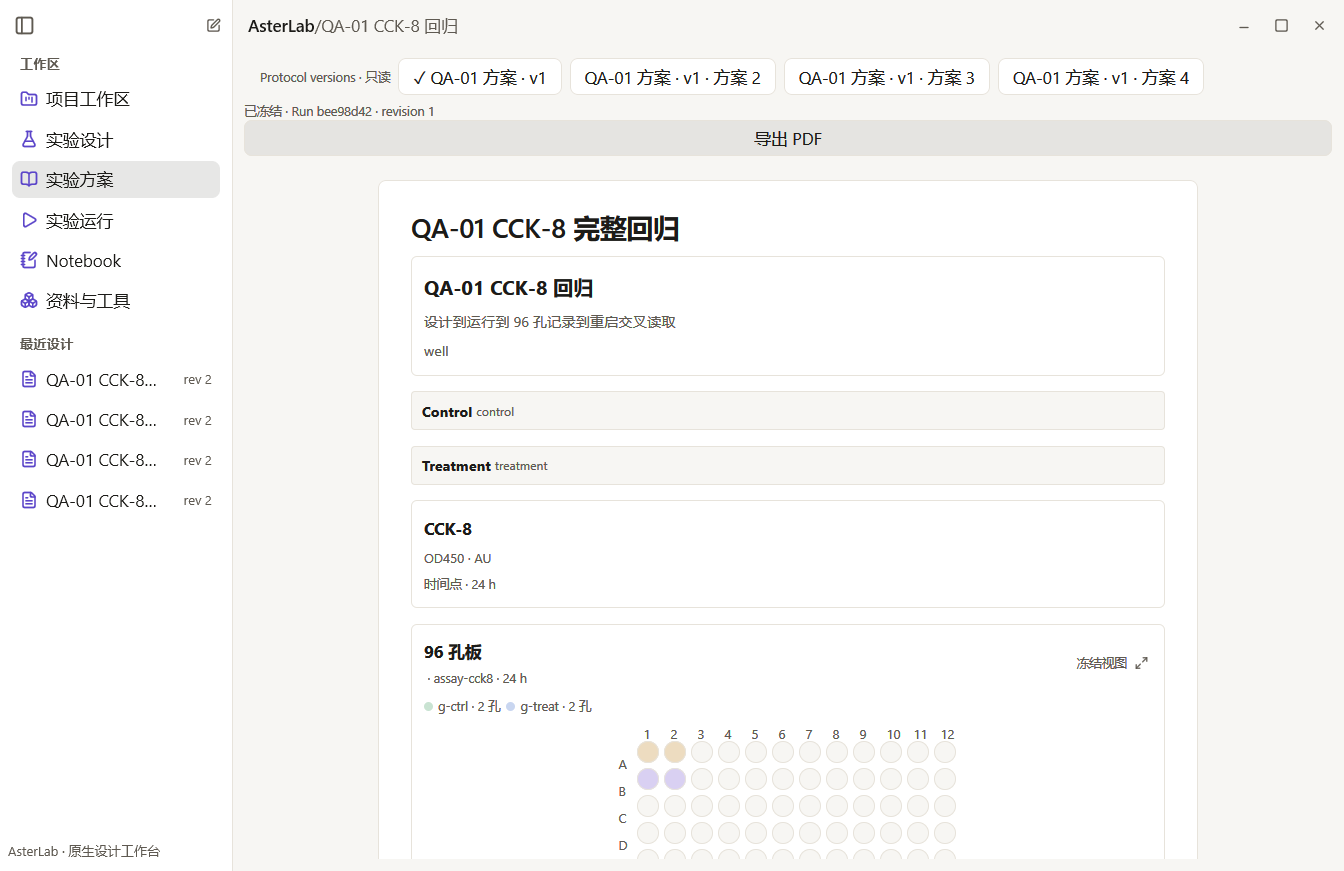 AsterLab/QA-01 CCK-8 回归
工作区
项目工作区
实验设计
实验方案
实验运行
Notebook
资料与工具
最近设计
QA-01 CCK-8... rev 2
QA-01 CCK-8... rev 2
QA-01 CCK-8... rev 2
QA-01 CCK-8... rev 2
AsterLab · 原生设计工作台
Protocol versions · 只读 ✓ QA-01 方案 · v1 QA-01 方案 · v1 · 方案 2 QA-01 方案 · v1 · 方案 3 QA-01 方案 · v1 · 方案 4
已冻结 · Run bee98d42 · revision 1
导出 PDF
QA-01 CCK-8 完整回归
QA-01 CCK-8 回归
设计到运行到 96 孔记录到重启交叉读取
well
Control control
Treatment treatment
CCK-8
OD450 · AU
时间点 · 24 h
96 孔板
冻结视图
· assay-cck8 · 24 h
g-ctrl · 2 孔 g-treat · 2 孔
1 2 3 4 5 6 7 8 9 10 11 12
A
B
C
D